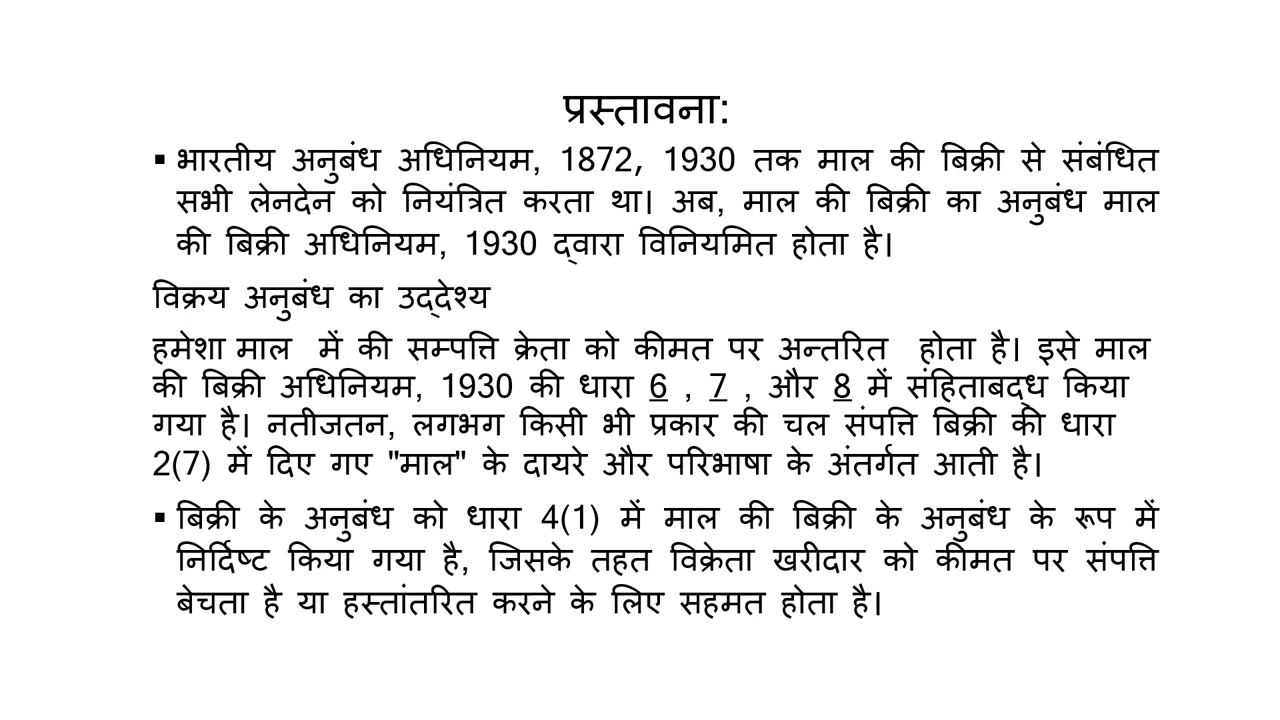 प्रस्तावना:
▪ भारतीय अनुबंध अधिनियम, 1872, 1930 तक माल की बिक्री से संबंधित
सभी लेनदेन को नियंत्रित करता था। अब, माल की बिक्री का अनुबंध माल
की बिक्री अधिनियम, 1930 द्वारा विनियमित होता है।
विक्रय अनुबंध का उद्देश्य
हमेशा माल में की सम्पत्ति क्रेता को कीमत पर अन्तरित होता है। इसे माल
की बिक्री अधिनियम, 1930 की धारा 6 , 7 , और 8 में संहिताबद्ध किया
गया है। नतीजतन, लगभग किसी भी प्रकार की चल संपत्ति बिक्री की धारा
2(7) में दिए गए "माल" के दायरे और परिभाषा के अंतर्गत आती है।
▪ बिक्री के अनुबंध को धारा 4(1) में माल की बिक्री के अनुबंध के रूप में
निर्दिष्ट किया गया है, जिसके तहत विक्रेता खरीदार को कीमत पर संपत्ति
बेचता है या हस्तांतरित करने के लिए सहमत होता है।